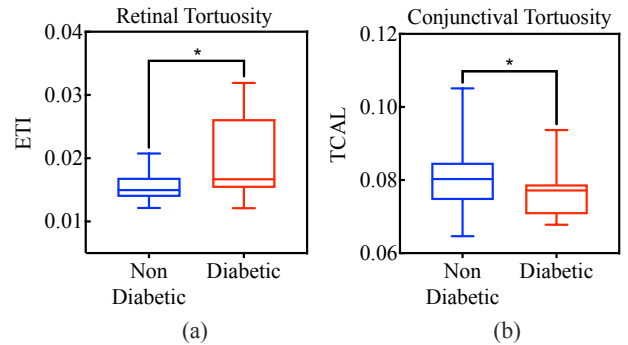 Retinal Tortuosity
0.04
0.03
0.02
0.01
ETI
*
Non
Diabetic
Diabetic
(a)
Conjunctival Tortuosity
0.12
0.10
0.08
0.06
TCAL
*
Non
Diabetic
Diabetic
(b)